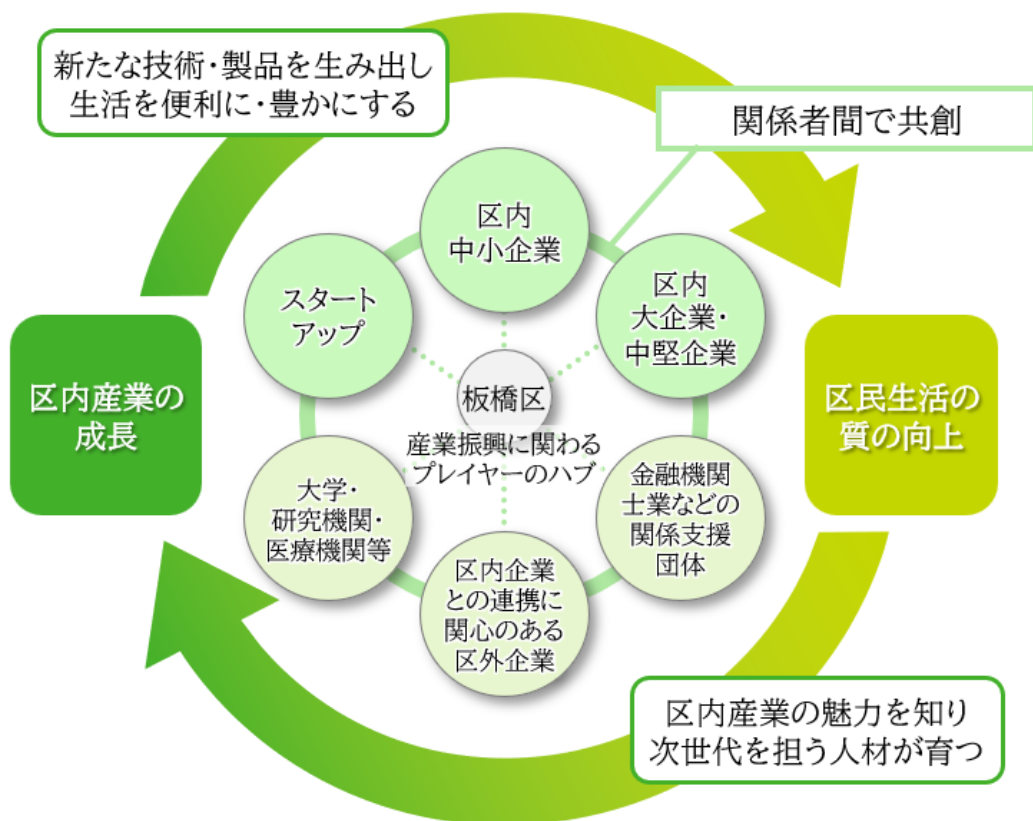 新たな技術・製品を生み出し
生活を便利に・豊かにする
関係者間で共創
区内
中小企業
スタート
アップ
区内
大企業・
中堅企業
区内産業の
成長
板橋区
産業振興に関わる
プレイヤーのハブ
区民生活の
質の向上
大学・
研究機関・
医療機関等
金融機関
士業などの
関係支援
団体
区内企業
との連携に
関心のある
区外企業
区内産業の魅力を知り
次世代を担う人材が育つ